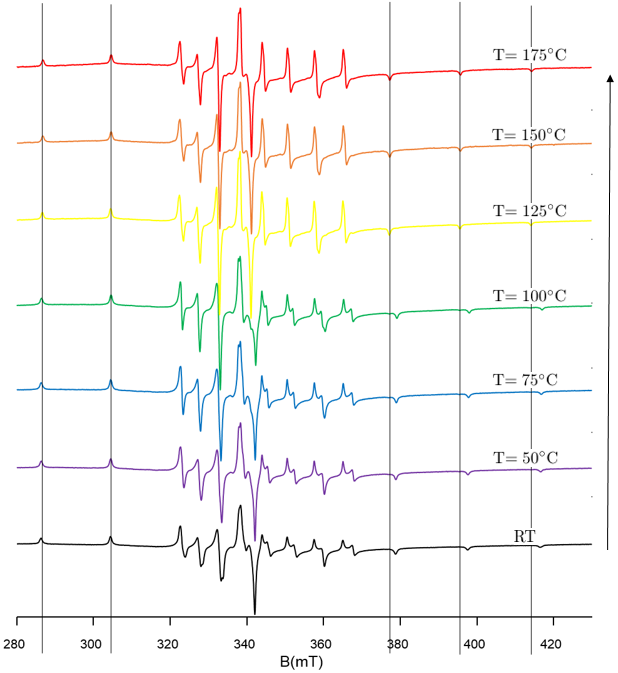 T= 175°C
T= 150°C
T= 125°C
T= 100°C
T= 75°C
T= 50°C
RT
280 300 320 340 360 380 400 420
B(mT)